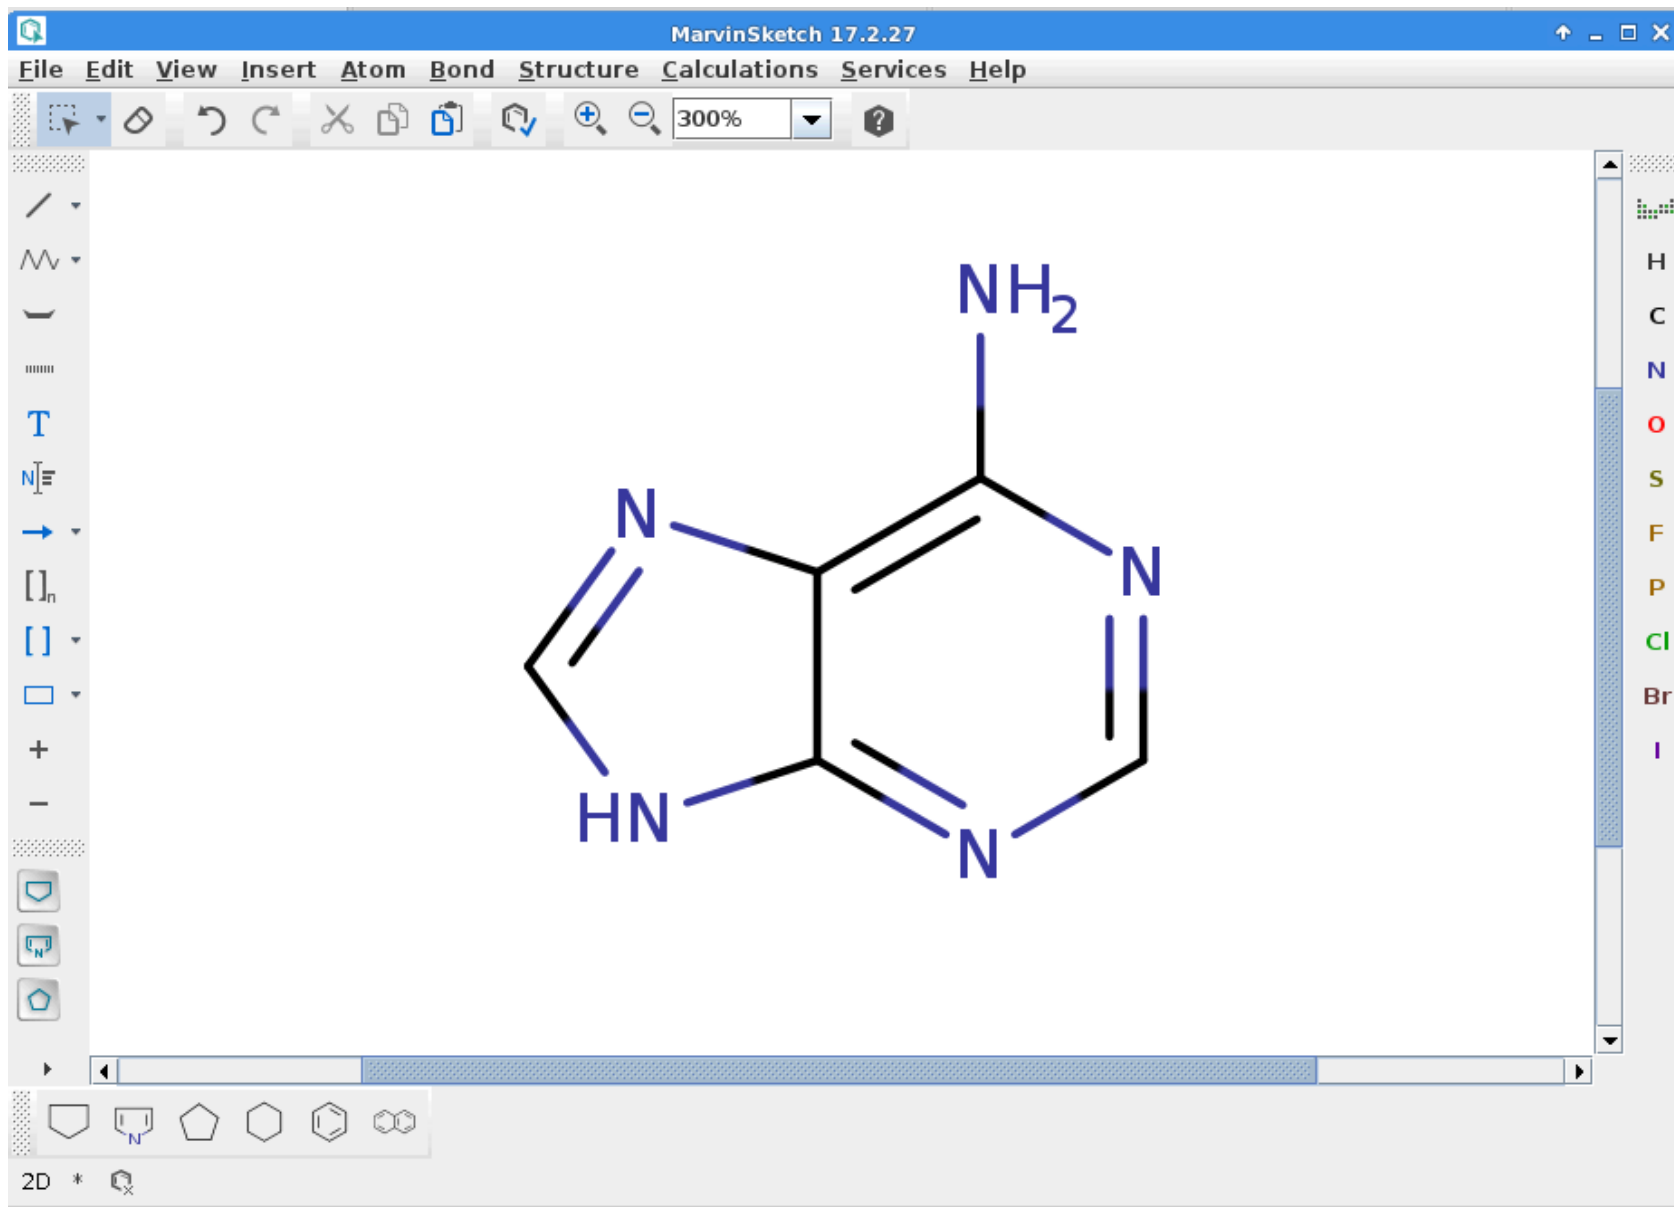 MarvinSketch 17.2.27
File Edit View Insert Atom Bond Structure Calculations Services Help
300%
?
H
C
N
O
S
F
P
Cl
Br
I
T
N
[ ]n
[ ]
+
−
N
NH2
N
N
HN
N
N
2D *